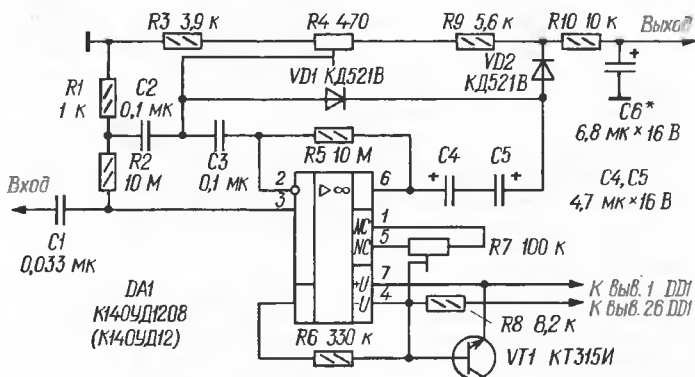 R3 3,9 к
R4 470
R9 5,6 к
R10 10 к
Выход
R1
1 к
C2
0,1 мк
VD1 КД521В
VD2
КД521В
C6*
6,8 мк×16 В
R2
10 М
C3
0,1 мк
R5 10 М
C4
C5
C4, C5
4,7 мк×16 В
Вход
C1
0,033 мк
2
3
▷ ∞
6
1
NC
5
NC
7
+U
4
-U
R7 100 к
К выв. 1 DD1
К выв. 26 DD1
DA1
К140УД1208
(К140УД12)
R6 330 к
R8 8,2 к
VT1 КТ315И